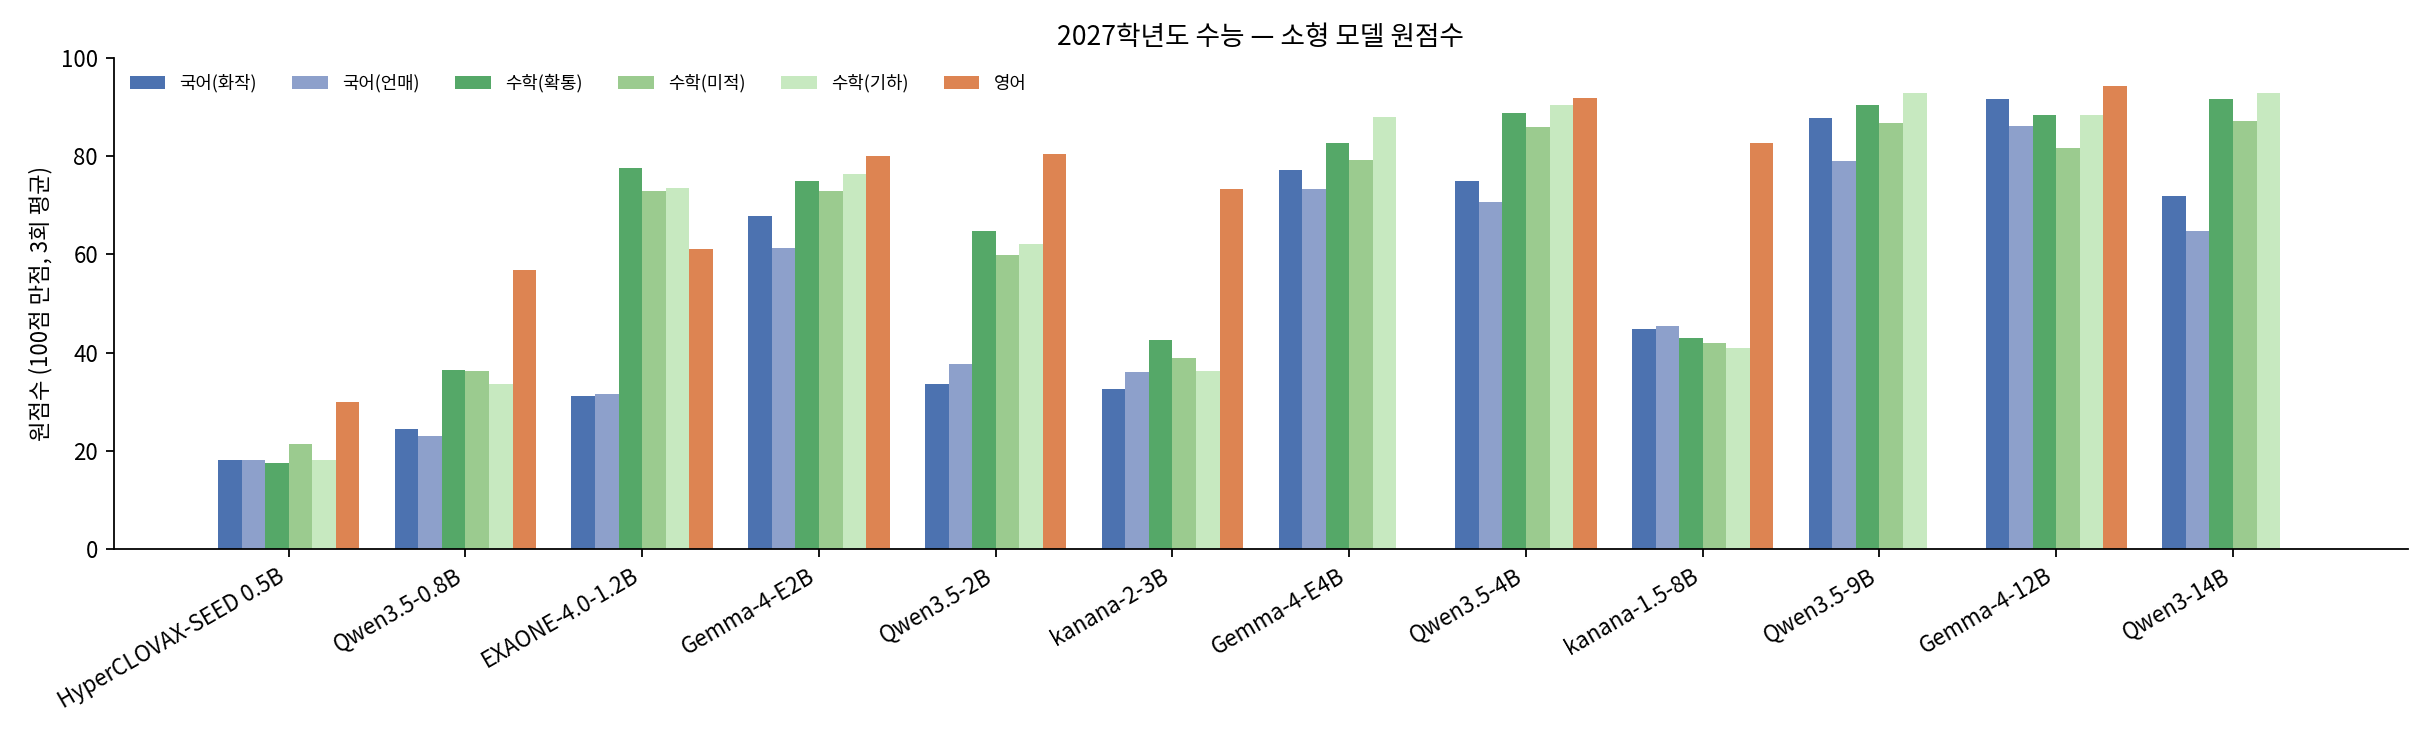 2027학년도 수능 — 소형 모델 원점수
원점수 (100점 만점, 3회 평균)
100
80
60
40
20
0
국어(화작) 국어(언매) 수학(확통) 수학(미적) 수학(기하) 영어
HyperCLOVAX-SEED 0.5B
Qwen3.5-0.8B
EXAONE-4.0-1.2B
Gemma-4-E2B
Qwen3.5-2B
kanana-2-3B
Gemma-4-E4B
Qwen3.5-4B
kanana-1.5-8B
Qwen3.5-9B
Gemma-4-12B
Qwen3-14B